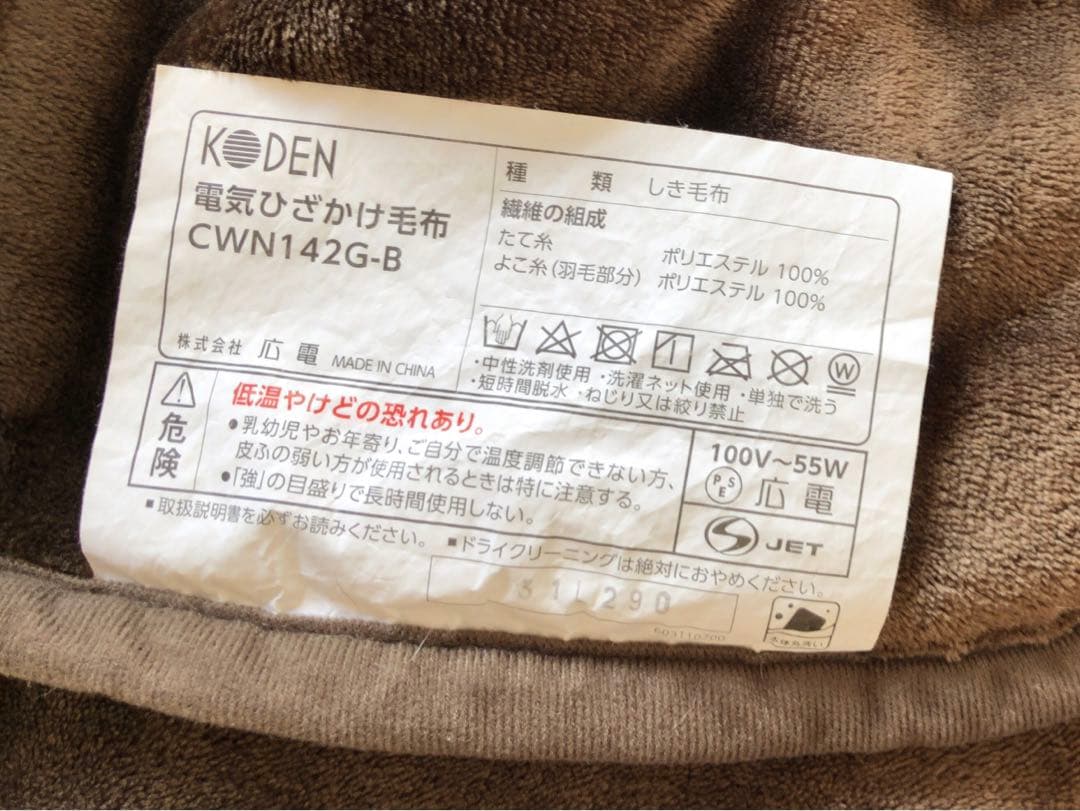 KODEN
電気ひざかけ毛布
CWN142G-B
株式会社 広電 MADE IN CHINA
種類 しき毛布
繊維の組成
たて糸 ポリエステル 100%
よこ糸(羽毛部分) ポリエステル 100%
W
・中性洗剤使用 ・洗濯ネット使用 ・単独で洗う
・短時間脱水 ・ねじり又は絞り禁止
危険
低温やけどの恐れあり。
●乳幼児やお年寄り、ご自分で温度調節できない方、
皮ふの弱い方が使用されるときは特に注意する。
●「強」の目盛りで長時間使用しない。
100V～55W
PSE 広電
JET
■取扱説明書を必ずお読みください。 ■ドライクリーニングは絶対におやめください。
31L290
603110200
本体丸洗い